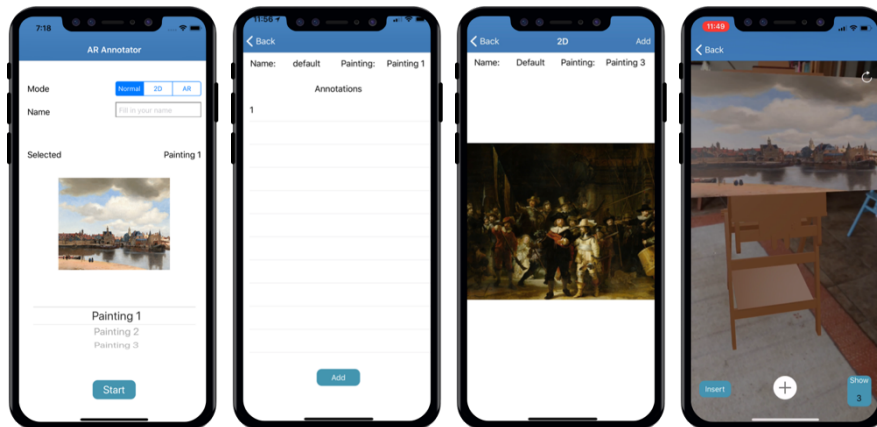 7:18
AR Annotator
Mode Normal 2D AR
Name Fill in your name
Selected Painting 1
Painting 1
Painting 2
Painting 3
Start
11:56
Back
Name: default Painting: Painting 1
Annotations
1
Add
Back 2D Add
Name: Default Painting: Painting 3
11:49
Back
Insert
+
Show
3